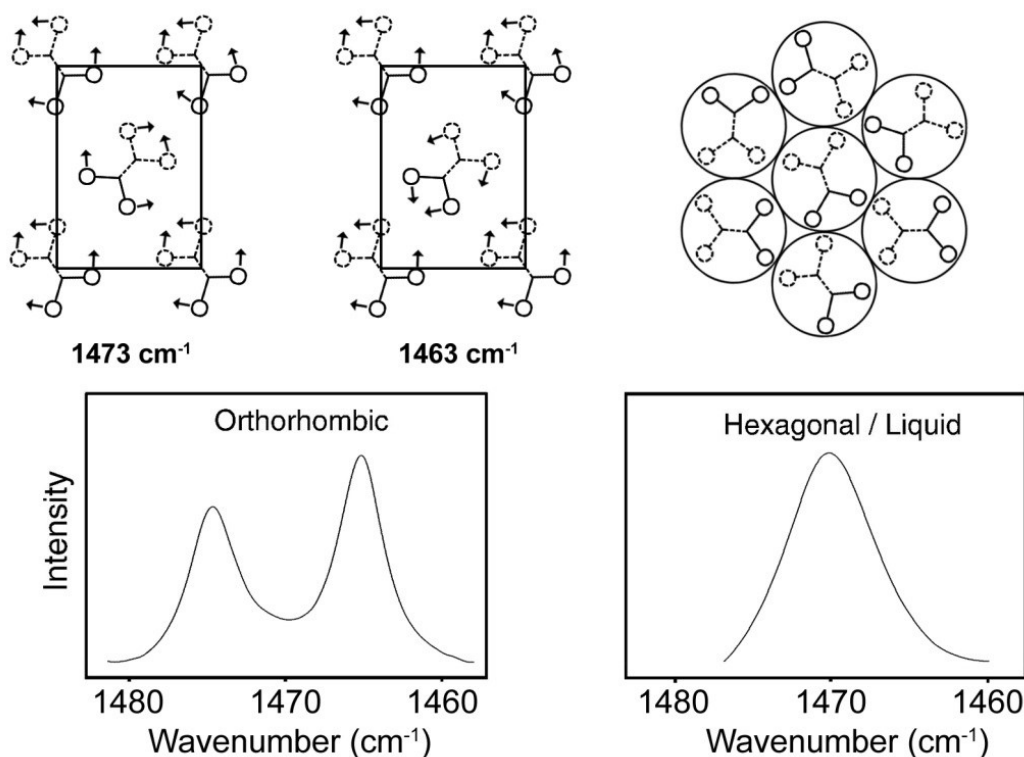 1473 cm⁻¹
1463 cm⁻¹
Orthorhombic
Intensity
1480
1470
1460
Wavenumber (cm⁻¹)
Hexagonal / Liquid
1480
1470
1460
Wavenumber (cm⁻¹)